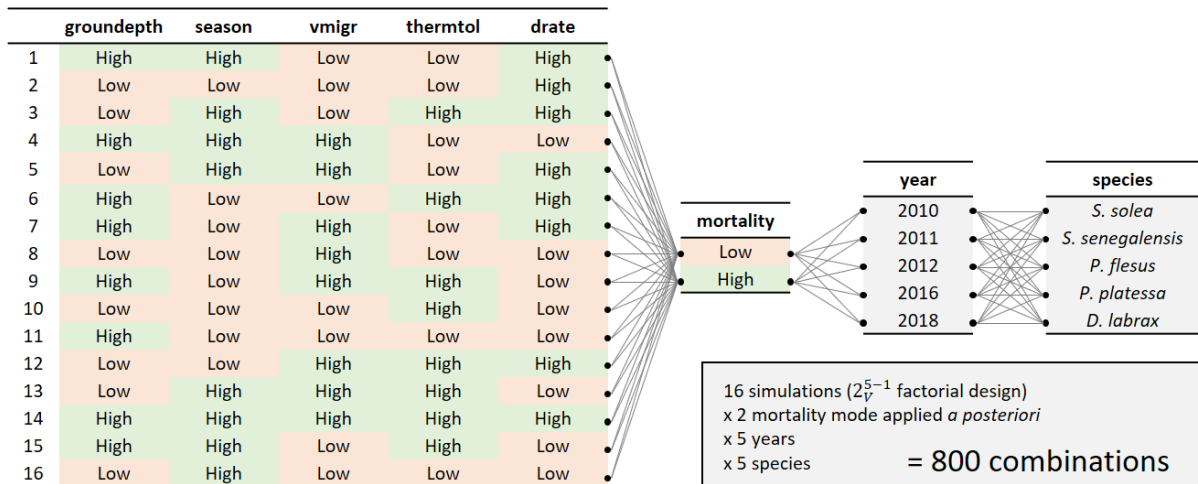 groundepth season vmigr thermtol drate
1 High High Low Low High
2 Low Low Low Low High
3 Low High Low High High
4 High High High Low Low
5 Low High High Low High
6 High Low Low High High
7 High Low High Low High
8 Low Low High Low Low
9 High Low High High Low
10 Low Low Low High Low
11 High Low Low Low Low
12 Low Low High High High
13 Low High High High Low
14 High High High High High
15 High High Low High Low
16 Low High Low Low Low
mortality
Low
High
year
2010
2011
2012
2016
2018
species
S. solea
S. senegalensis
P. flesus
P. platessa
D. labrax
16 simulations (2_V^{5−1} factorial design)
x 2 mortality mode applied a posteriori
x 5 years
x 5 species
= 800 combinations